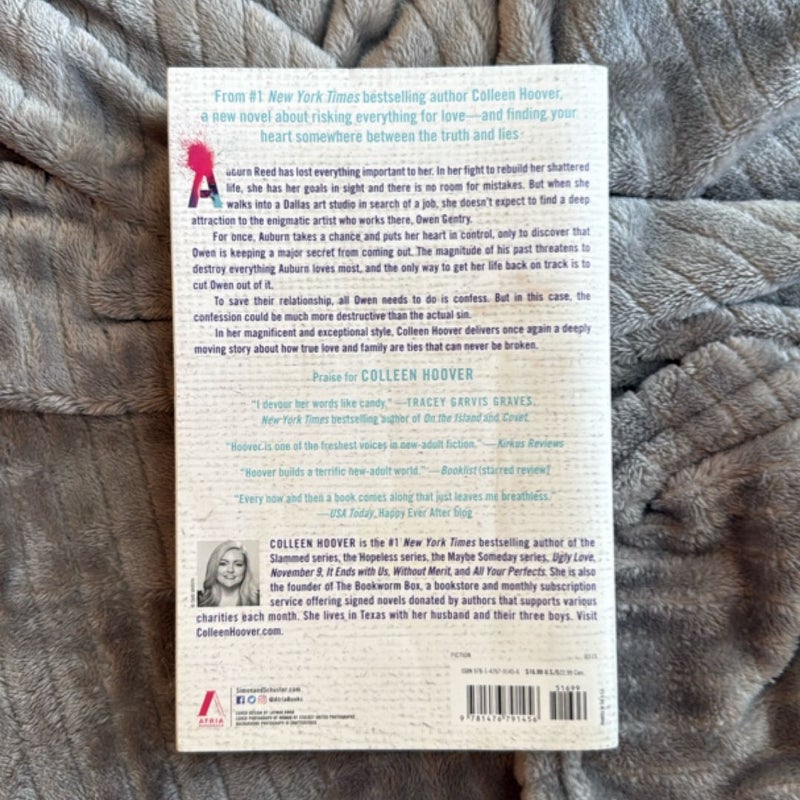 From #1 New York Times bestselling author Colleen Hoover,
a new novel about risking everything for love—and finding your
heart somewhere between the truth and lies
Auburn Reed has lost everything important to her. In her fight to rebuild her shattered
life, she has her goals in sight and there is no room for mistakes. But when she
walks into a Dallas art studio in search of a job, she doesn't expect to find a deep
attraction to the enigmatic artist who works there, Owen Gentry.
For once, Auburn takes a chance and puts her heart in control, only to discover that
Owen is keeping a major secret from coming out. The magnitude of his past threatens to
destroy everything Auburn loves most, and the only way to get her life back on track is to
cut Owen out of it.
To save their relationship, all Owen needs to do is confess. But in this case, the
confession could be much more destructive than the actual sin.
In her magnificent and exceptional style, Colleen Hoover delivers once again a deeply
moving story about how true love and family are ties that can never be broken.
Praise for COLLEEN HOOVER
"I devour her words like candy." —TRACEY GARVIS GRAVES,
New York Times bestselling author of On the Island and Covet
"Hoover is one of the freshest voices in new-adult fiction." —Kirkus Reviews
"Hoover builds a terrific new-adult world." —Booklist (starred review)
"Every now and then a book comes along that just leaves me breathless."
—USA Today, Happy Ever After blog
COLLEEN HOOVER is the #1 New York Times bestselling author of the
Slammed series, the Hopeless series, the Maybe Someday series, Ugly Love,
November 9, It Ends with Us, Without Merit, and All Your Perfects. She is also
the founder of The Bookworm Box, a bookstore and monthly subscription
service offering signed novels donated by authors that supports various
charities each month. She lives in Texas with her husband and their three boys. Visit
ColleenHoover.com.
FICTION 0315
ISBN 978-1-4767-9145-6 $16.99 U.S./$22.99 Can.
51699
9 781476 791456
SimonandSchuster.com
@AtriaBooks
ATRIA